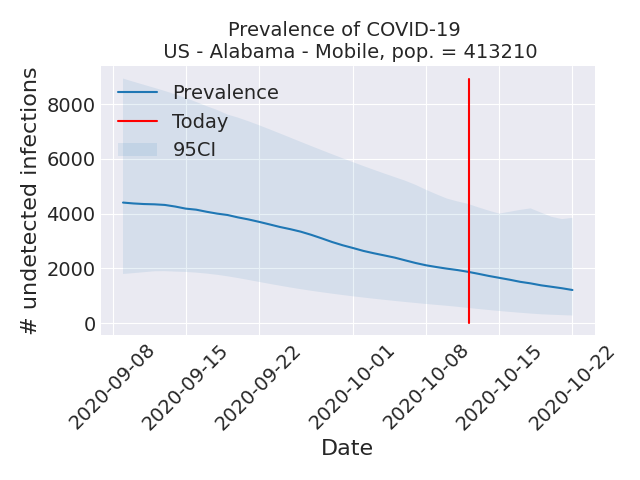 Prevalence of COVID-19
US - Alabama - Mobile, pop. = 413210
# undetected infections
8000
6000
4000
2000
0
Prevalence
Today
95CI
2020-09-08
2020-09-15
2020-09-22
2020-10-01
2020-10-08
2020-10-15
2020-10-22
Date